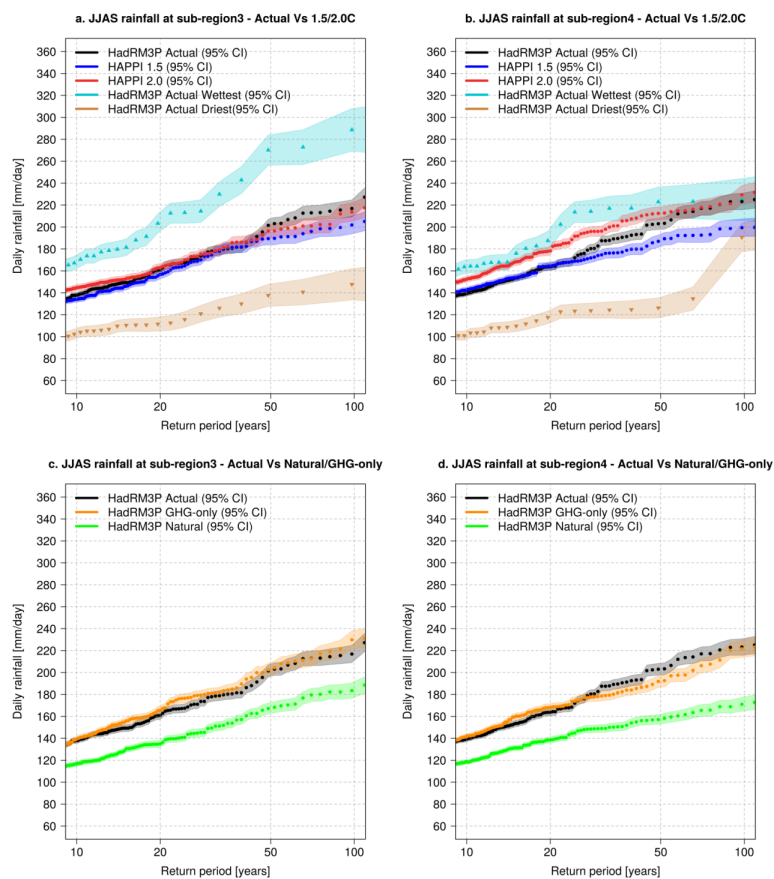 a. JJAS rainfall at sub-region3 - Actual Vs 1.5/2.0C
HadRM3P Actual (95% CI)
HAPPI 1.5 (95% CI)
HAPPI 2.0 (95% CI)
HadRM3P Actual Wettest (95% CI)
HadRM3P Actual Driest(95% CI)
Daily rainfall [mm/day]
360
340
320
300
280
260
240
220
200
180
160
140
120
100
80
60
10
20
50
100
Return period [years]
b. JJAS rainfall at sub-region4 - Actual Vs 1.5/2.0C
HadRM3P Actual (95% CI)
HAPPI 1.5 (95% CI)
HAPPI 2.0 (95% CI)
HadRM3P Actual Wettest (95% CI)
HadRM3P Actual Driest(95% CI)
Daily rainfall [mm/day]
360
340
320
300
280
260
240
220
200
180
160
140
120
100
80
60
10
20
50
100
Return period [years]
c. JJAS rainfall at sub-region3 - Actual Vs Natural/GHG-only
HadRM3P Actual (95% CI)
HadRM3P GHG-only (95% CI)
HadRM3P Natural (95% CI)
Daily rainfall [mm/day]
360
340
320
300
280
260
240
220
200
180
160
140
120
100
80
60
10
20
50
100
Return period [years]
d. JJAS rainfall at sub-region4 - Actual Vs Natural/GHG-only
HadRM3P Actual (95% CI)
HadRM3P GHG-only (95% CI)
HadRM3P Natural (95% CI)
Daily rainfall [mm/day]
360
340
320
300
280
260
240
220
200
180
160
140
120
100
80
60
10
20
50
100
Return period [years]